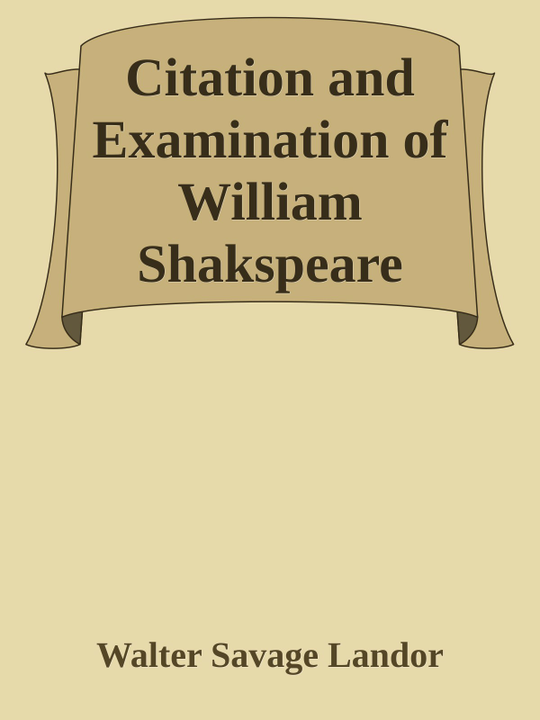 Citation and
Examination of
William
Shakspeare
Walter Savage Landor